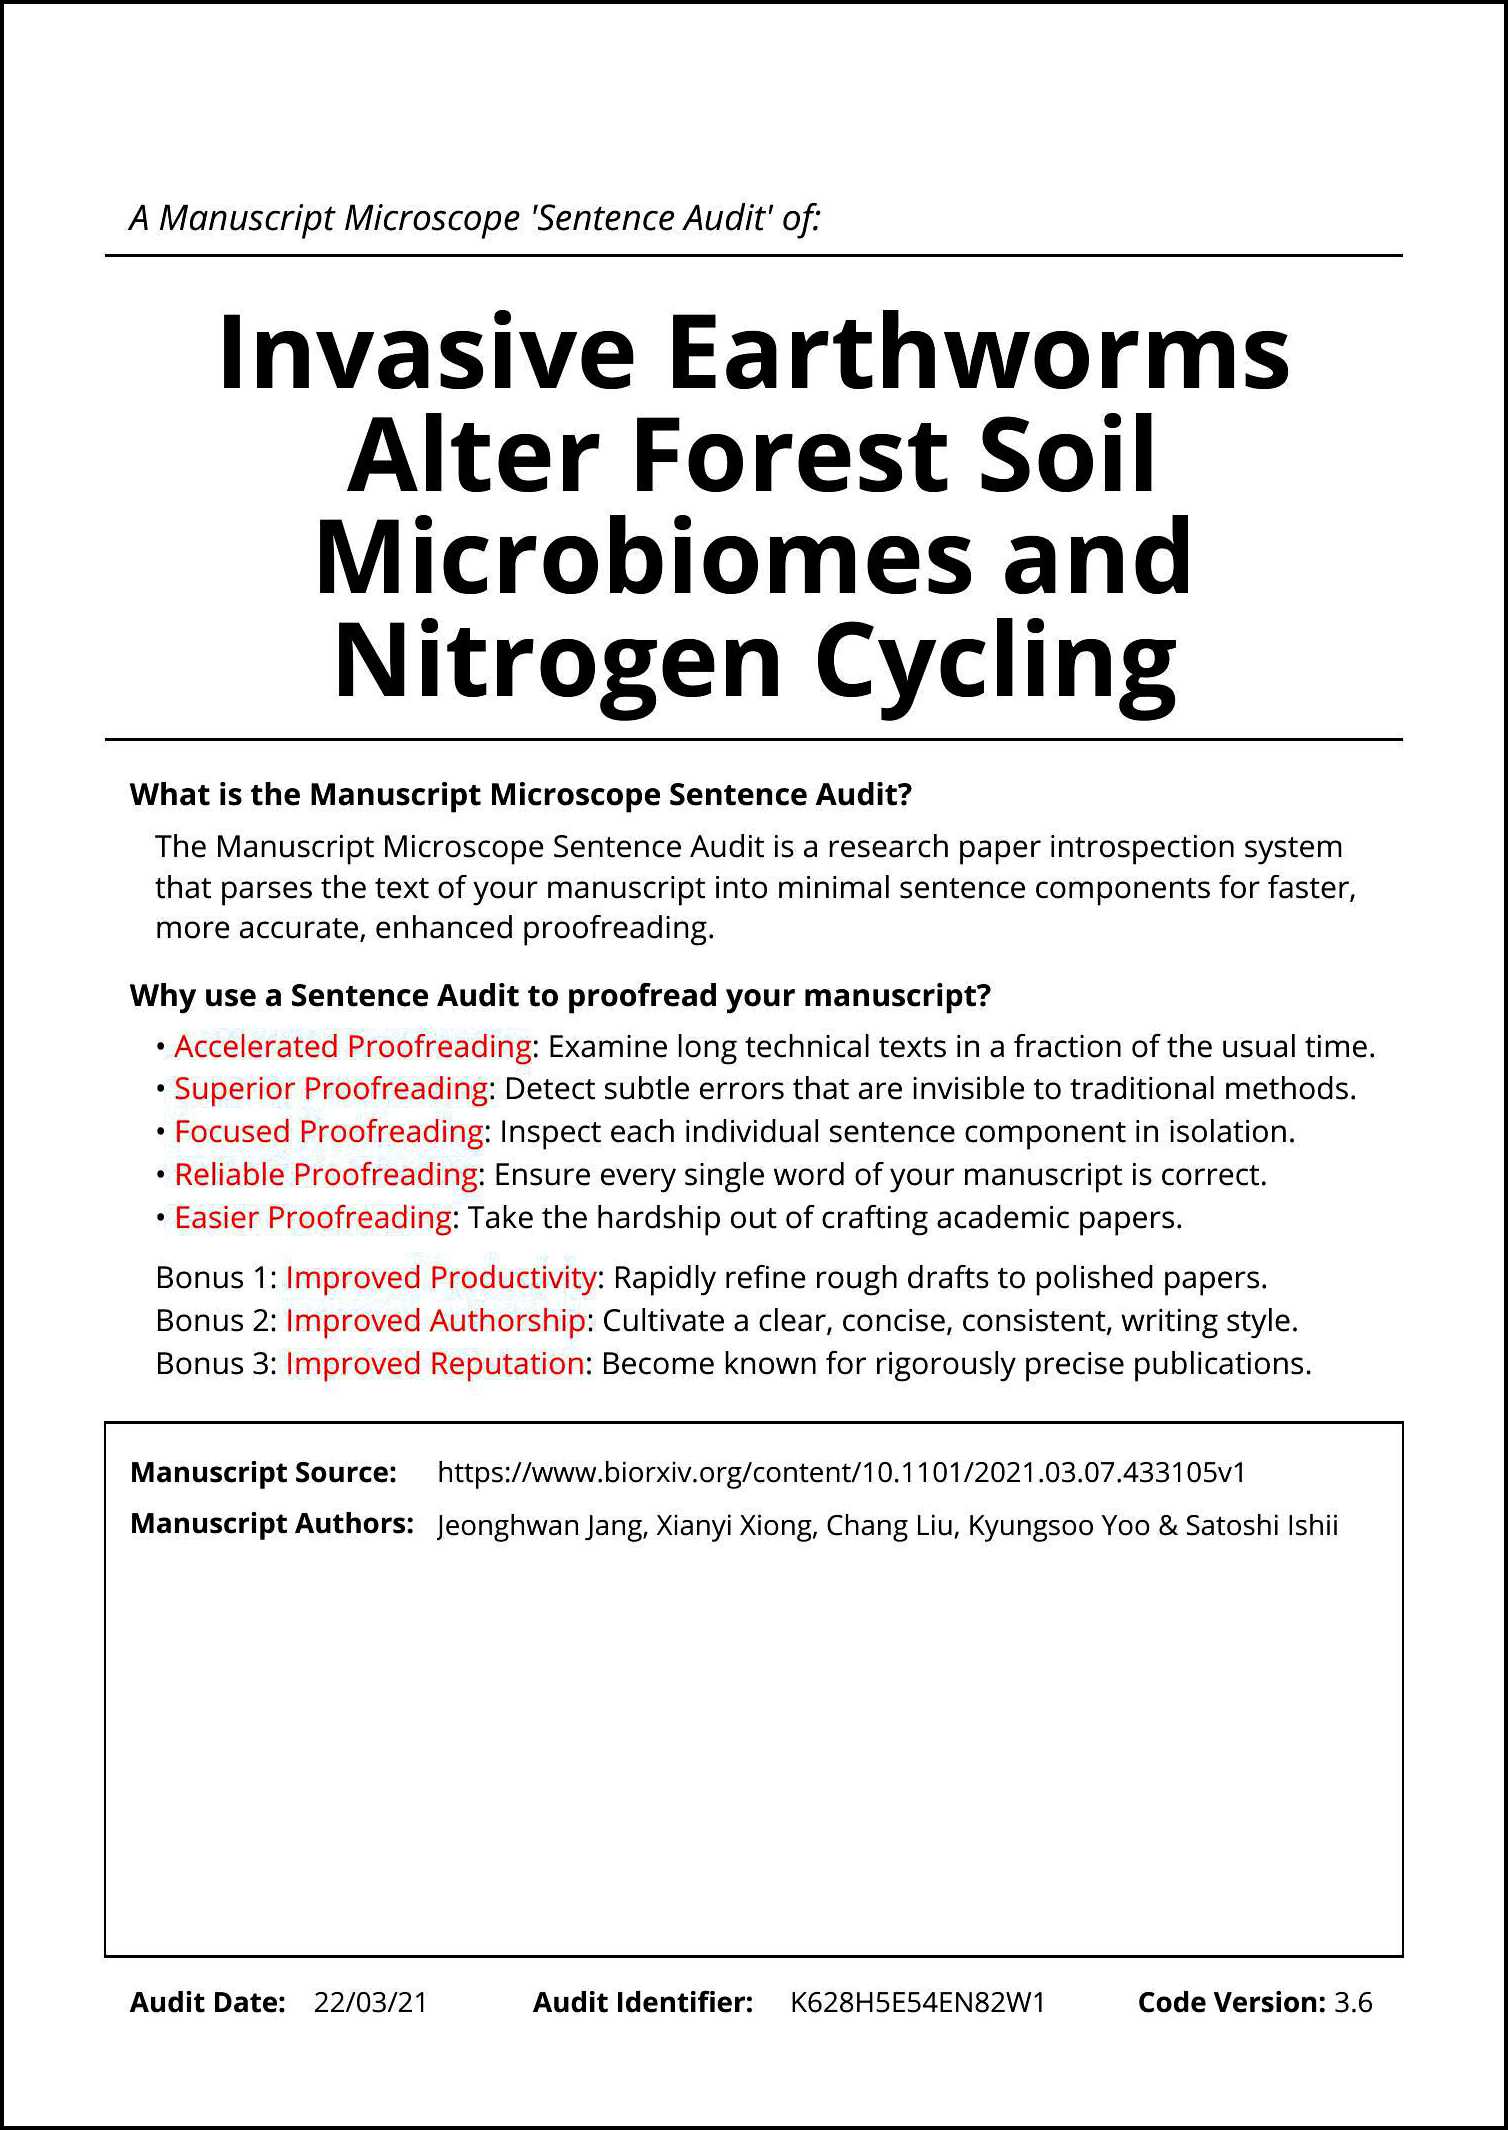 A Manuscript Microscope 'Sentence Audit' of:
Invasive Earthworms
Alter Forest Soil
Microbiomes and
Nitrogen Cycling
What is the Manuscript Microscope Sentence Audit?
The Manuscript Microscope Sentence Audit is a research paper introspection system
that parses the text of your manuscript into minimal sentence components for faster,
more accurate, enhanced proofreading.
Why use a Sentence Audit to proofread your manuscript?
• Accelerated Proofreading: Examine long technical texts in a fraction of the usual time.
• Superior Proofreading: Detect subtle errors that are invisible to traditional methods.
• Focused Proofreading: Inspect each individual sentence component in isolation.
• Reliable Proofreading: Ensure every single word of your manuscript is correct.
• Easier Proofreading: Take the hardship out of crafting academic papers.
Bonus 1: Improved Productivity: Rapidly refine rough drafts to polished papers.
Bonus 2: Improved Authorship: Cultivate a clear, concise, consistent, writing style.
Bonus 3: Improved Reputation: Become known for rigorously precise publications.
Manuscript Source: https://www.biorxiv.org/content/10.1101/2021.03.07.433105v1
Manuscript Authors: Jeonghwan Jang, Xianyi Xiong, Chang Liu, Kyungsoo Yoo & Satoshi Ishii
Audit Date: 22/03/21 Audit Identifier: K628H5E54EN82W1 Code Version: 3.6